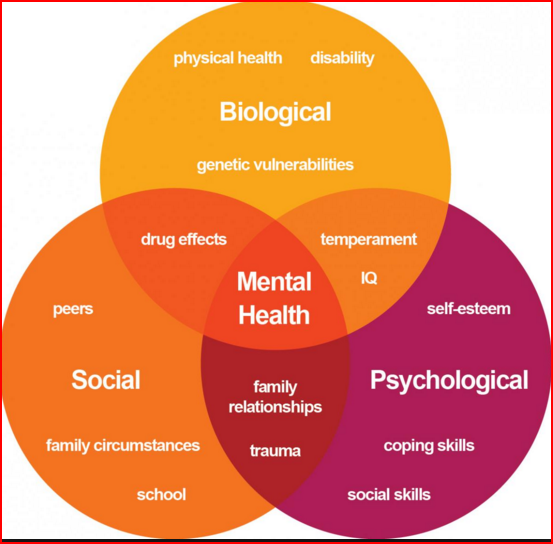 physical health disability
Biological
genetic vulnerabilities
drug effects
temperament
Mental
Health
IQ
peers
self-esteem
Social
Psychological
family
relationships
family circumstances
trauma
coping skills
school
social skills